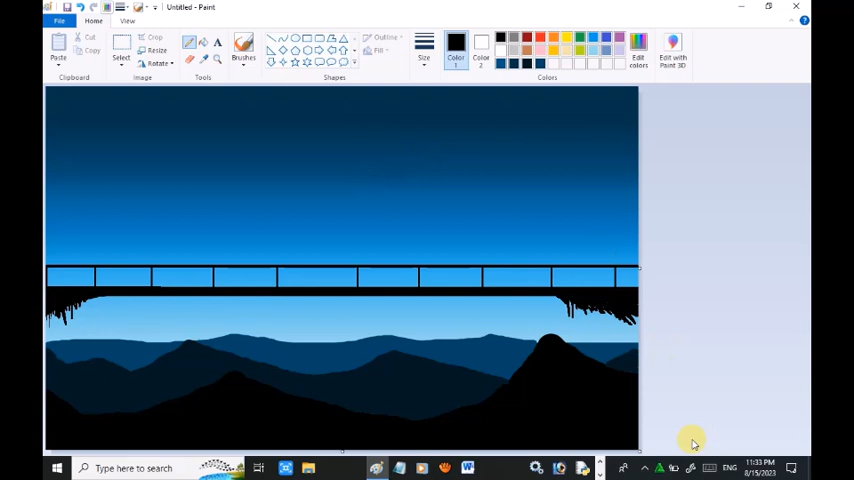 Untitled - Paint
File Home View
Paste
Cut
Copy
Clipboard
Select
Crop
Resize
Rotate
Image
A
Tools
Brushes
Outline
Fill
Shapes
Size
Color 1
Color 2
Edit colors
Colors
Edit with Paint 3D
Type here to search
W
ENG
11:33 PM
8/15/2023